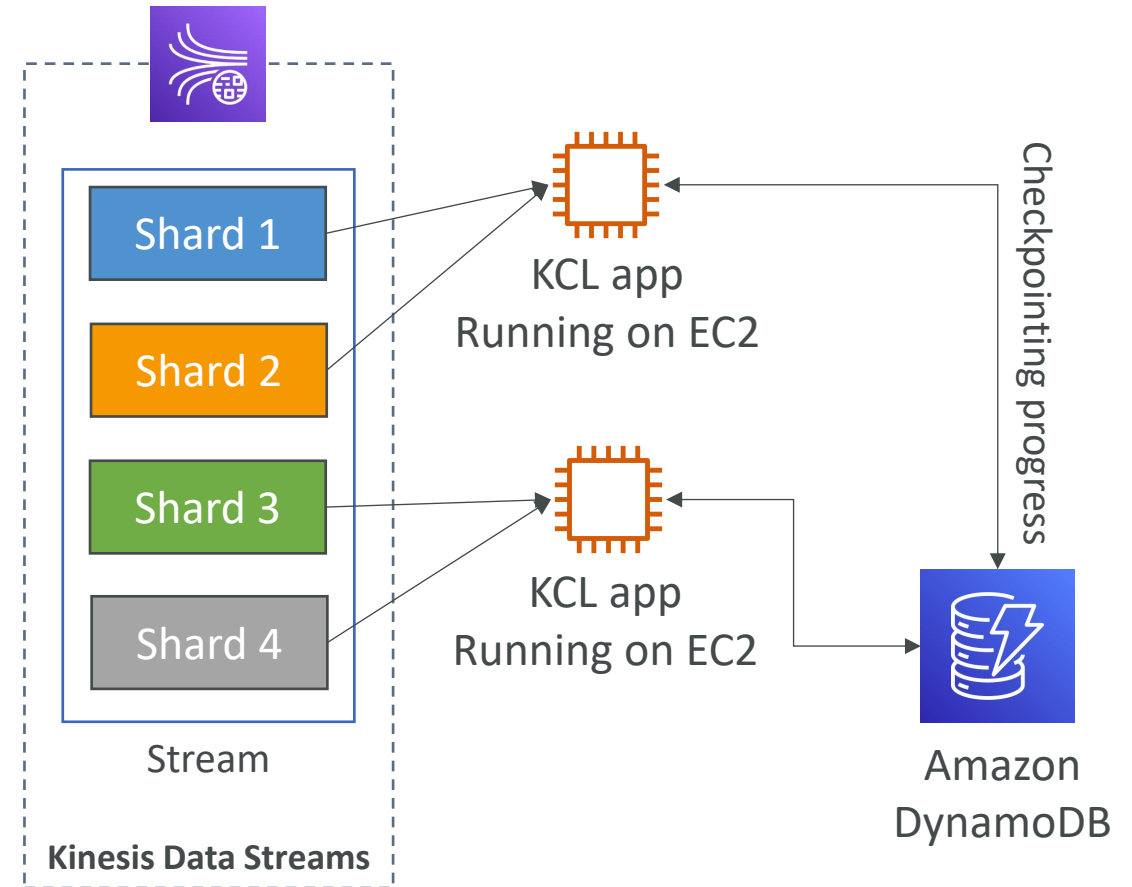 Shard 1
Shard 2
Shard 3
Shard 4
Stream
Kinesis Data Streams
KCL app
Running on EC2
KCL app
Running on EC2
Checkpointing progress
Amazon
DynamoDB